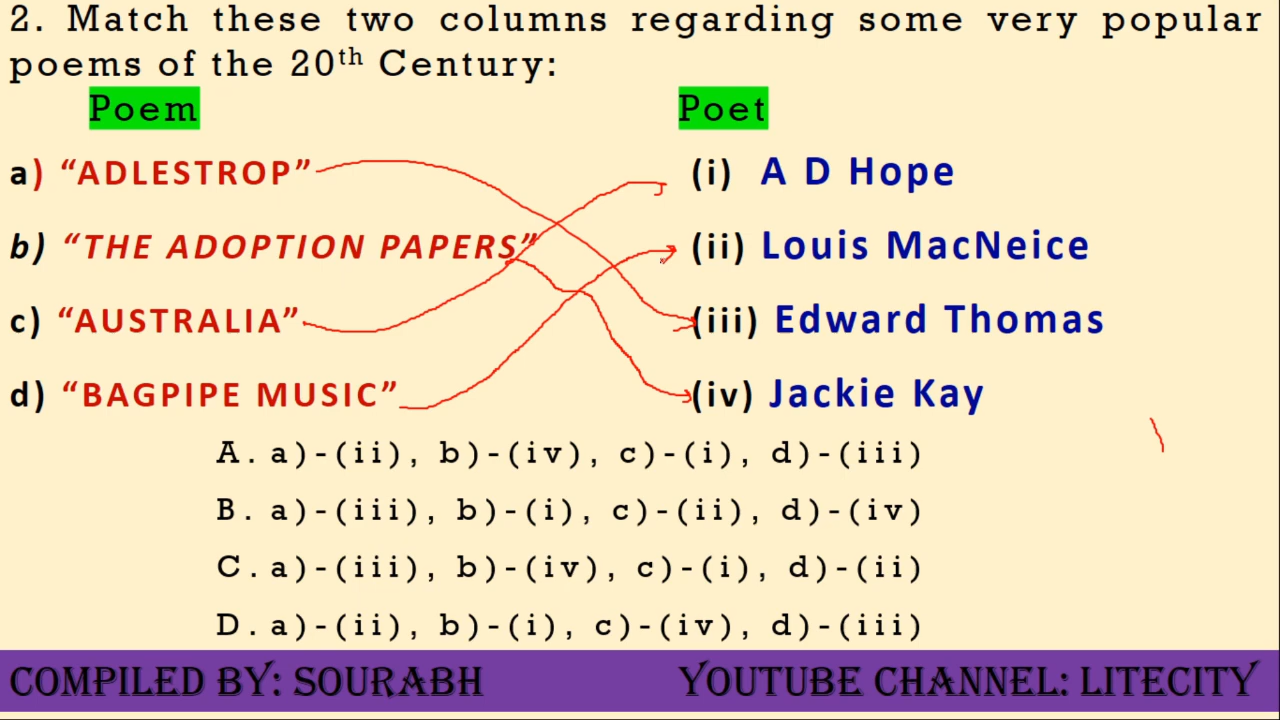 2. Match these two columns regarding some very popular
poems of the 20th Century:
Poem Poet
a) “ADLESTROP” (i) A D Hope
b) “THE ADOPTION PAPERS” (ii) Louis MacNeice
c) “AUSTRALIA” (iii) Edward Thomas
d) “BAGPIPE MUSIC” (iv) Jackie Kay
A. a)-(ii), b)-(iv), c)-(i), d)-(iii)
B. a)-(iii), b)-(i), c)-(ii), d)-(iv)
C. a)-(iii), b)-(iv), c)-(i), d)-(ii)
D. a)-(ii), b)-(i), c)-(iv), d)-(iii)
COMPILED BY: SOURABH YOUTUBE CHANNEL: LITECITY